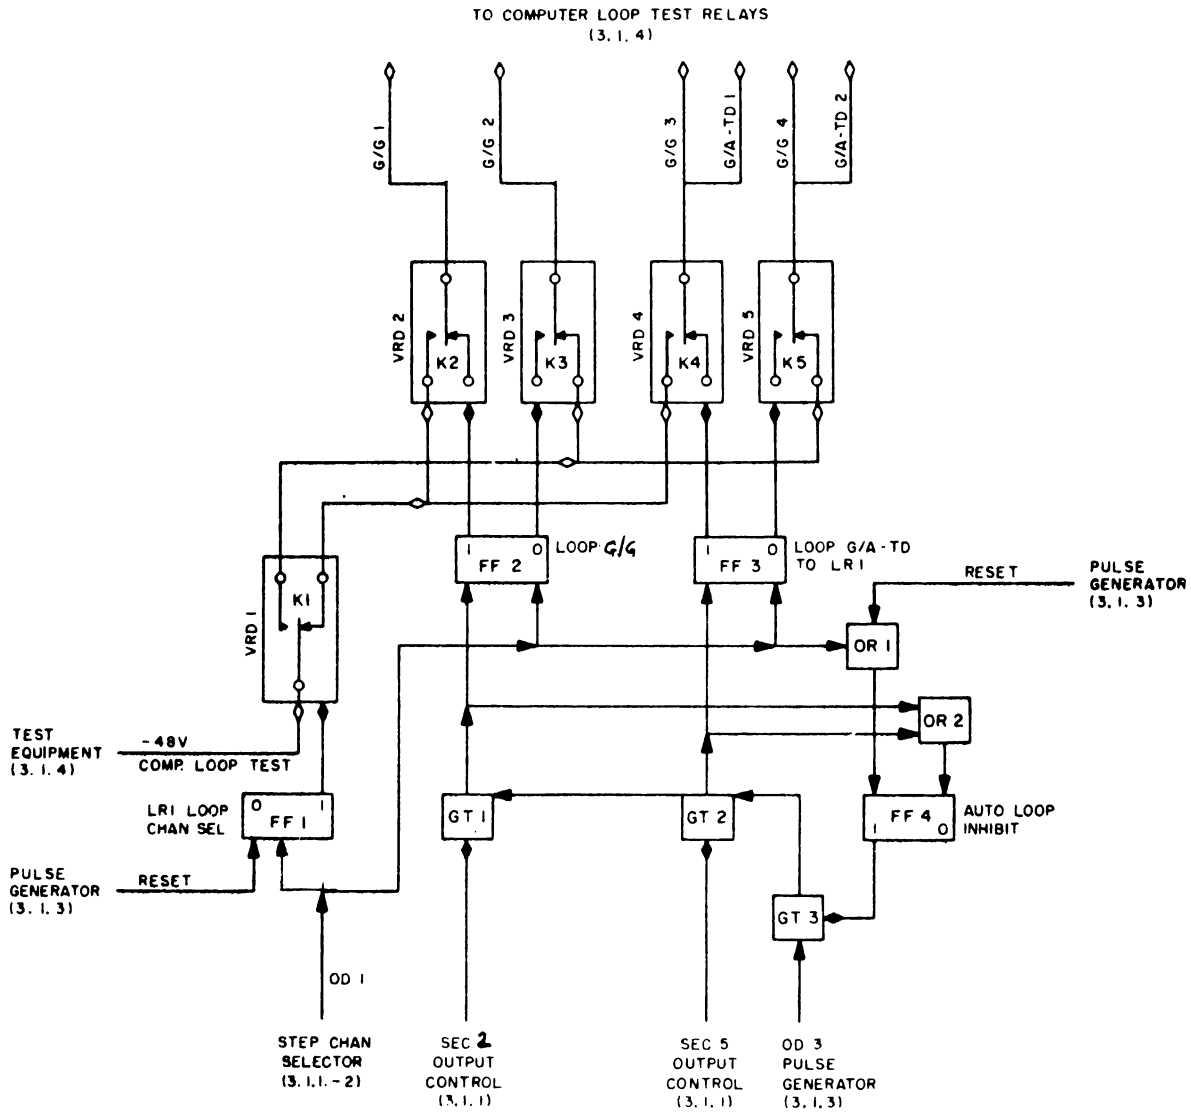 TO COMPUTER LOOP TEST RELAYS
(3.1.4)
G/G 1
G/G 2
G/G 3
G/A-TD 1
G/G 4
G/A-TD 2
VRD 2
K2
VRD 3
K3
VRD 4
K4
VRD 5
K5
1 0
FF 2
LOOP G/G
1 0
FF 3
LOOP G/A-TD
TO LR1
RESET
PULSE
GENERATOR
(3.1.3)
VRD 1
K1
OR 1
OR 2
TEST
EQUIPMENT
(3.1.4)
-48V
COMP. LOOP TEST
LR1 LOOP
CHAN SEL
0 1
FF 1
GT 1
GT 2
FF 4
1 0
AUTO LOOP
INHIBIT
PULSE
GENERATOR
(3.1.3)
RESET
GT 3
OD 1
STEP CHAN
SELECTOR
(3.1.1.-2)
SEC 2
OUTPUT
CONTROL
(3.1.1)
SEC 5
OUTPUT
CONTROL
(3.1.1)
OD 3
PULSE
GENERATOR
(3.1.3)